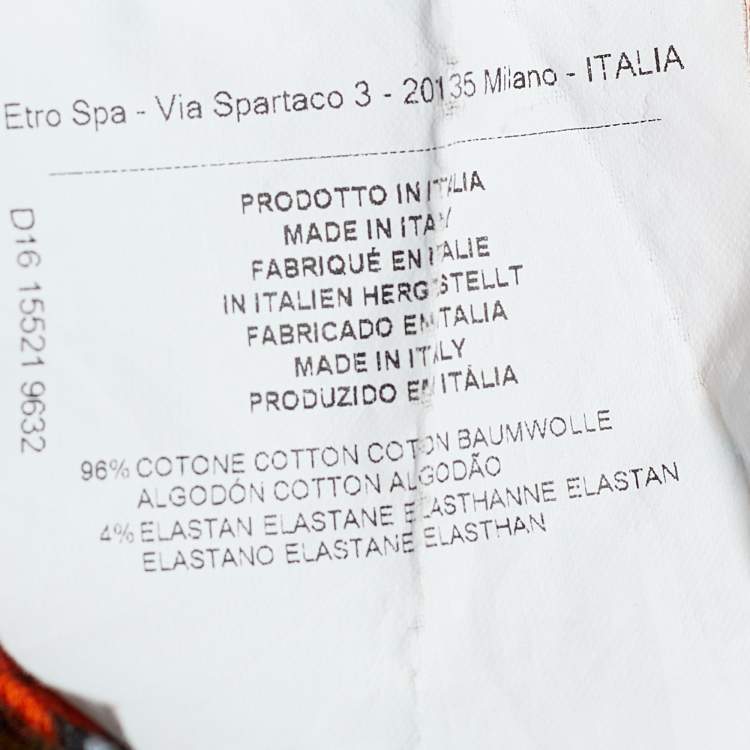 Etro Spa - Via Spartaco 3 - 20135 Milano - ITALIA
PRODOTTO IN ITALIA
MADE IN ITALY
FABRIQUÉ EN ITALIE
IN ITALIEN HERGESTELLT
FABRICADO EN ITALIA
MADE IN ITALY
PRODUZIDO EM ITÁLIA
96% COTONE COTTON COTON BAUMWOLLE
ALGODÓN COTTON ALGODÃO
4% ELASTAN ELASTANE ELASTHANNE ELASTAN
ELASTANO ELASTANE ELASTHAN
D16 15521 9632